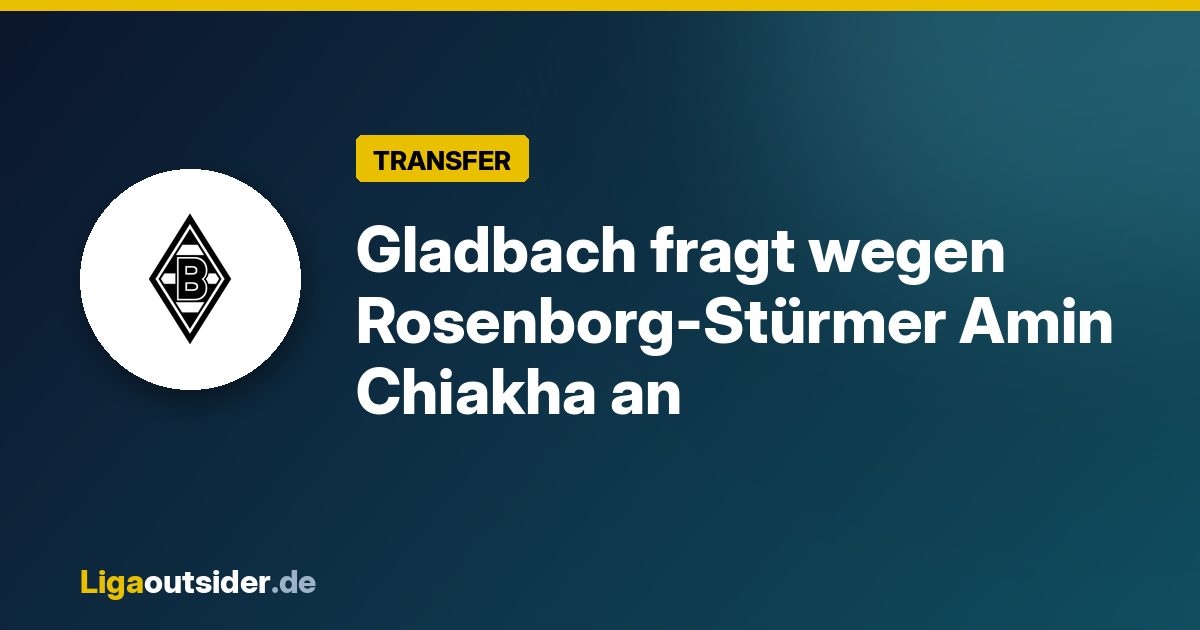 TRANSFER
Gladbach fragt wegen
Rosenborg-Stürmer Amin
Chiakha an
B
Ligaoutsider.de